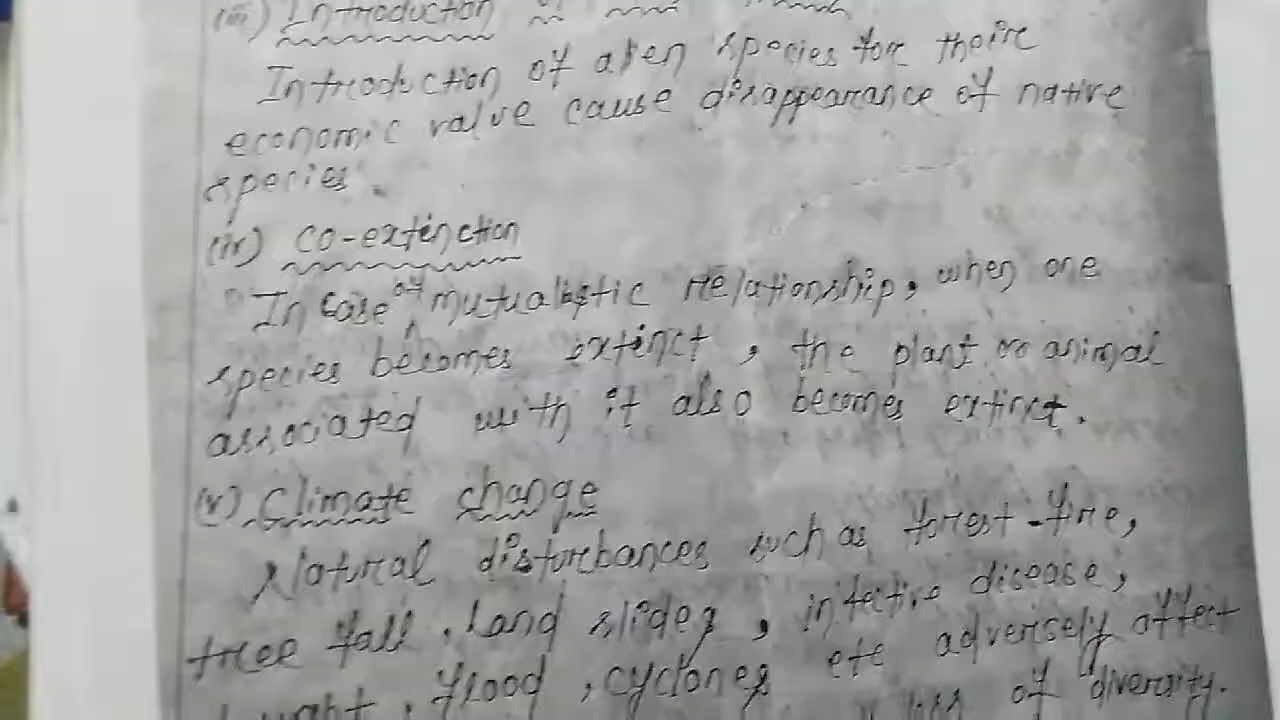 (iii) Introduction of
Introduction of alien species for their
economic value cause disappearance of native
species.
(iv) co-extinction
In case of mutualistic relationship, when one
species becomes extinct, the plant or animal
associated with it also becomes extinct.
(v) Climate change
Natural disturbances such as forest-fire,
tree fall, Land slides, infective disease,
flood, cyclones etc adversely affect
of diversity.